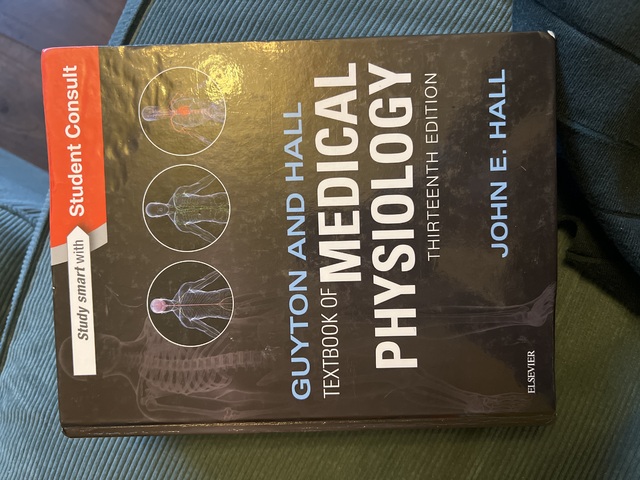 Study smart with Student Consult
GUYTON AND HALL
TEXTBOOK OF MEDICAL
PHYSIOLOGY
THIRTEENTH EDITION
JOHN E. HALL
ELSEVIER